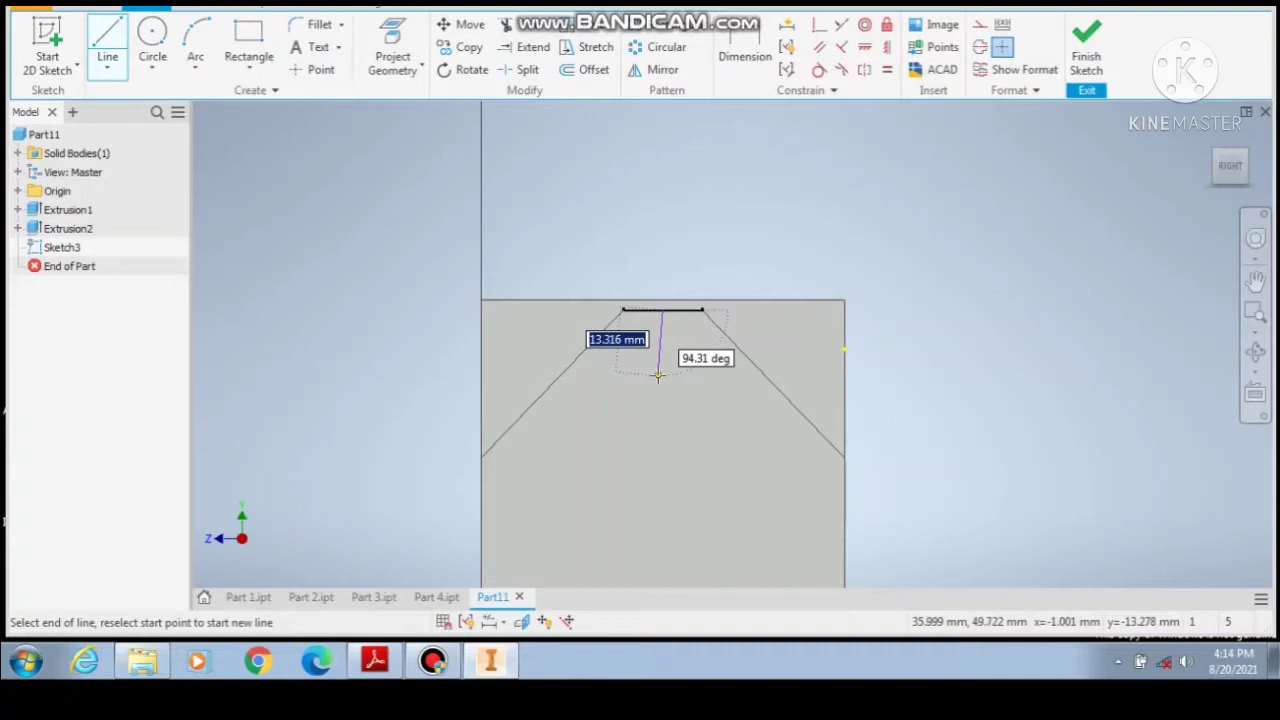 WWW.BANDICAM.COM
KINEMASTER
K
Start
2D Sketch
Line
Circle
Arc
Rectangle
Fillet
Text
Point
Project
Geometry
Move
Copy
Rotate
Extend
Split
Stretch
Offset
Circular
Mirror
Dimension
Image
Points
ACAD
Show Format
Finish
Sketch
Sketch
Create
Modify
Pattern
Constrain
Insert
Format
Exit
Model
Part11
Solid Bodies(1)
View: Master
Origin
Extrusion1
Extrusion2
Sketch3
End of Part
RIGHT
13.316 mm
94.31 deg
Y
Z
Part 1.ipt
Part 2.ipt
Part 3.ipt
Part 4.ipt
Part11
Select end of line, reselect start point to start new line
35.999 mm, 49.722 mm x=-1.001 mm y=-13.278 mm 1 5
4:14 PM
8/20/2021